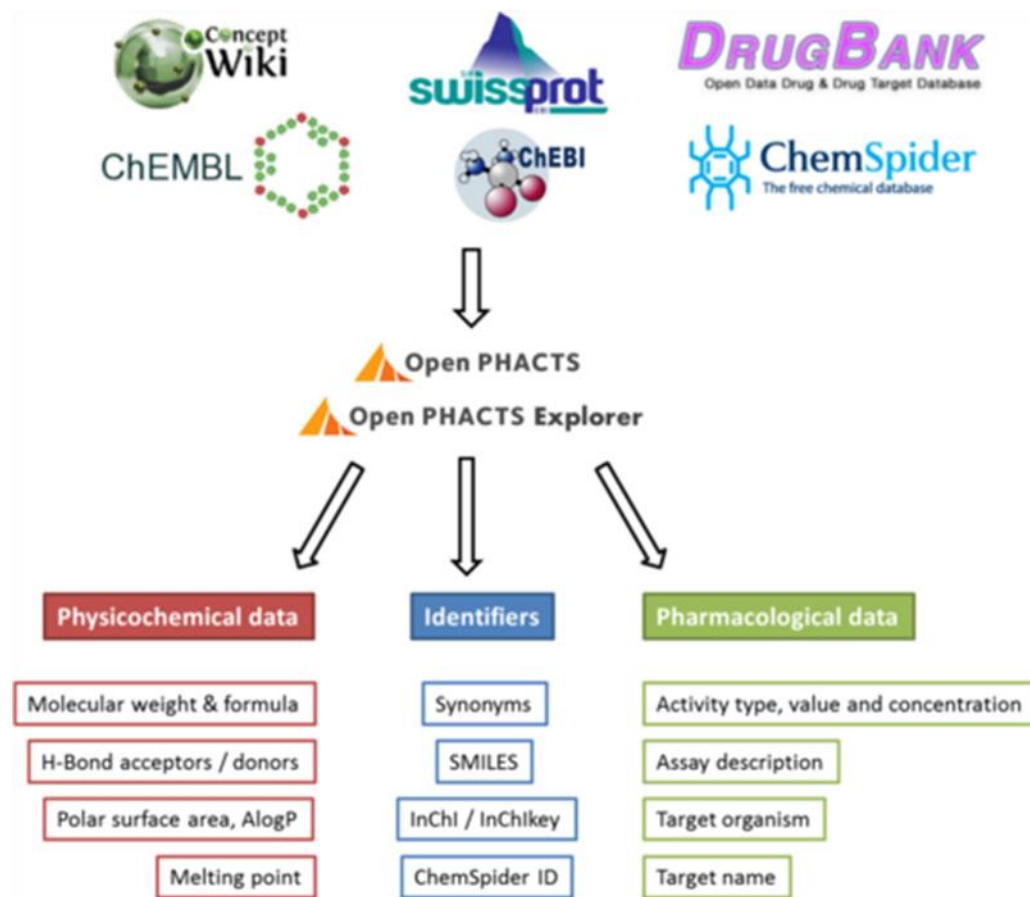 Concept
Wiki
swissprot
DRUGBANK
Open Data Drug & Drug Target Database
ChEMBL
ChEBI
ChemSpider
The free chemical database
Open PHACTS
Open PHACTS Explorer
Physicochemical data
Identifiers
Pharmacological data
Molecular weight & formula
Synonyms
Activity type, value and concentration
H-Bond acceptors / donors
SMILES
Assay description
Polar surface area, AlogP
InChI / InChIkey
Target organism
Melting point
ChemSpider ID
Target name